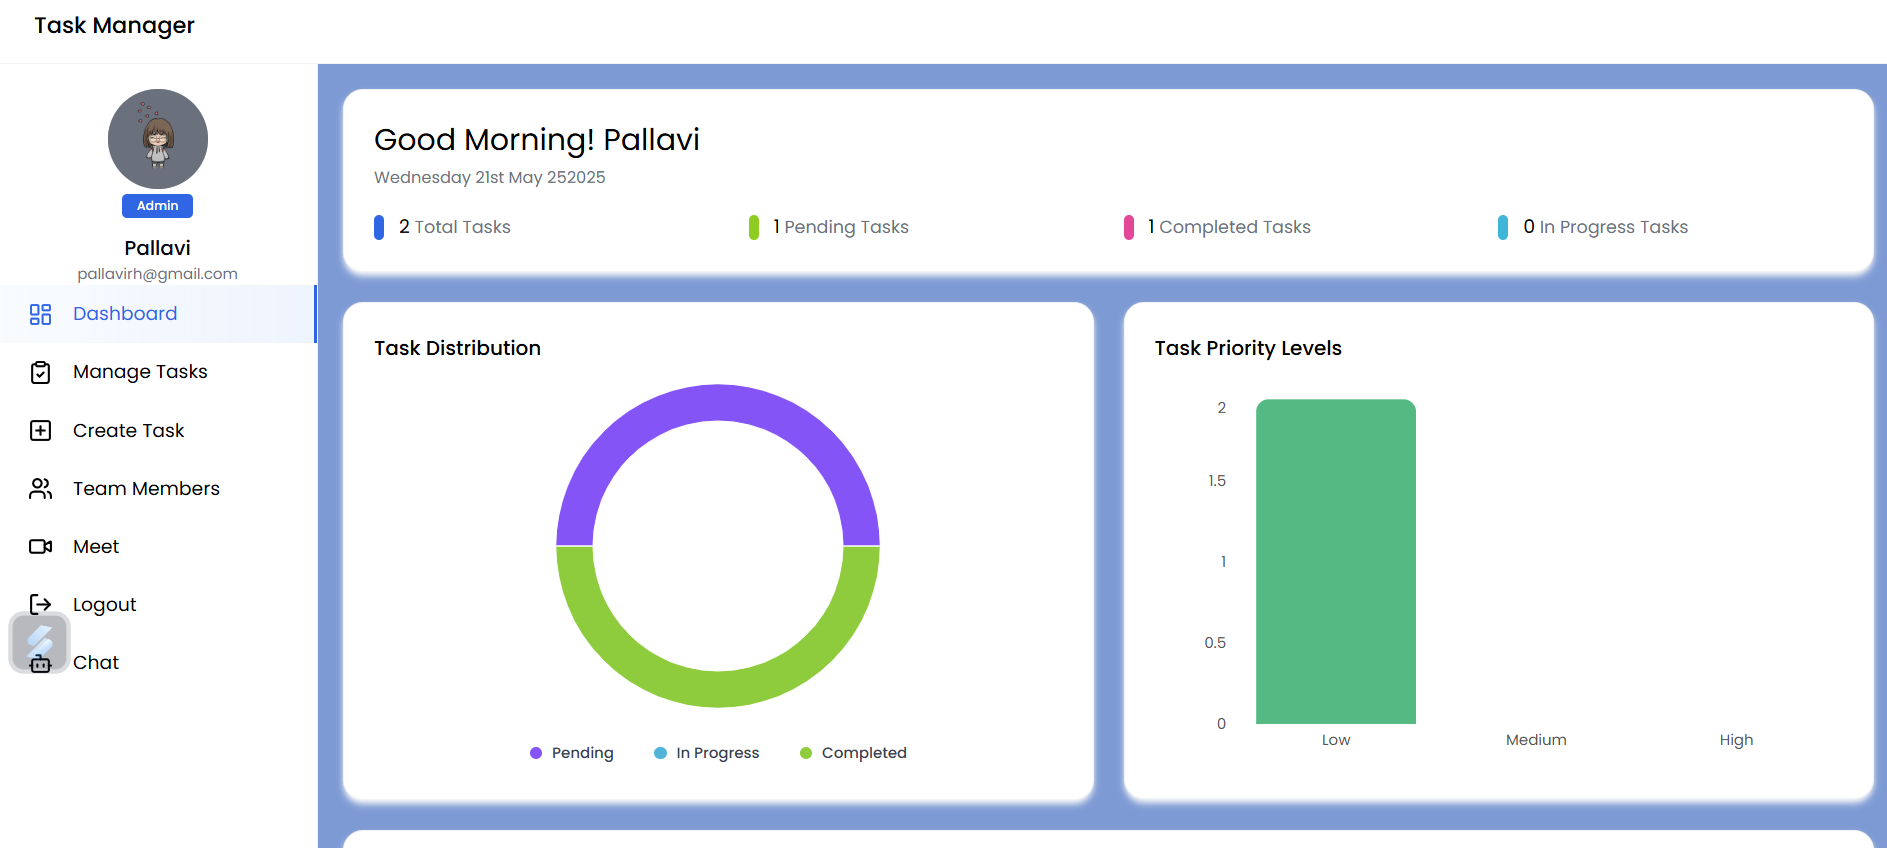 Task Manager
Admin
Pallavi
pallavirh@gmail.com
Dashboard
Manage Tasks
Create Task
Team Members
Meet
Logout
Chat
Good Morning! Pallavi
Wednesday 21st May 252025
2 Total Tasks
1 Pending Tasks
1 Completed Tasks
0 In Progress Tasks
Task Distribution
Pending
In Progress
Completed
Task Priority Levels
2
1.5
1
0.5
0
Low
Medium
High